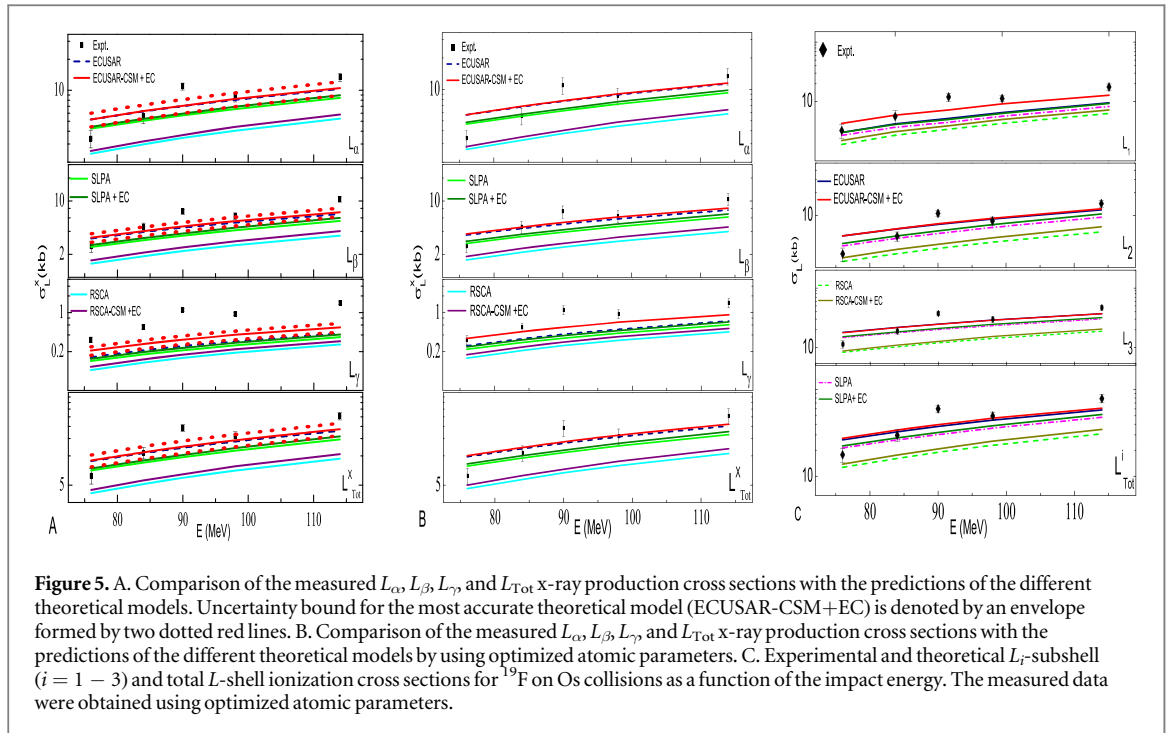 Expt.
ECUSAR
ECUSAR-CSM + EC
10
Lα
SLPA
SLPA + EC
10
2
Lβ
σLˣ(kb)
RSCA
RSCA-CSM +EC
1
0.2
Lγ
5
LˣTot
80 90 100 110
A E (MeV)
Expt.
ECUSAR
ECUSAR-CSM + EC
10
Lα
SLPA
SLPA + EC
10
2
Lβ
σLˣ(kb)
RSCA
RSCA-CSM+EC
1
0.2
Lγ
5
LˣTot
80 90 100 110
B E (MeV)
Expt.
10
L1
ECUSAR
ECUSAR-CSM + EC
10
L2
σL(kb)
RSCA
RSCA-CSM + EC
10
L3
SLPA
SLPA+ EC
10
LⁱTot
80 90 100 110
C E (MeV)
Figure 5. A. Comparison of the measured Lα, Lβ, Lγ, and LTot x-ray production cross sections with the predictions of the different
theoretical models. Uncertainty bound for the most accurate theoretical model (ECUSAR-CSM+EC) is denoted by an envelope
formed by two dotted red lines. B. Comparison of the measured Lα, Lβ, Lγ, and LTot x-ray production cross sections with the
predictions of the different theoretical models by using optimized atomic parameters. C. Experimental and theoretical Li-subshell
(i = 1 − 3) and total L-shell ionization cross sections for ¹⁹F on Os collisions as a function of the impact energy. The measured data
were obtained using optimized atomic parameters.